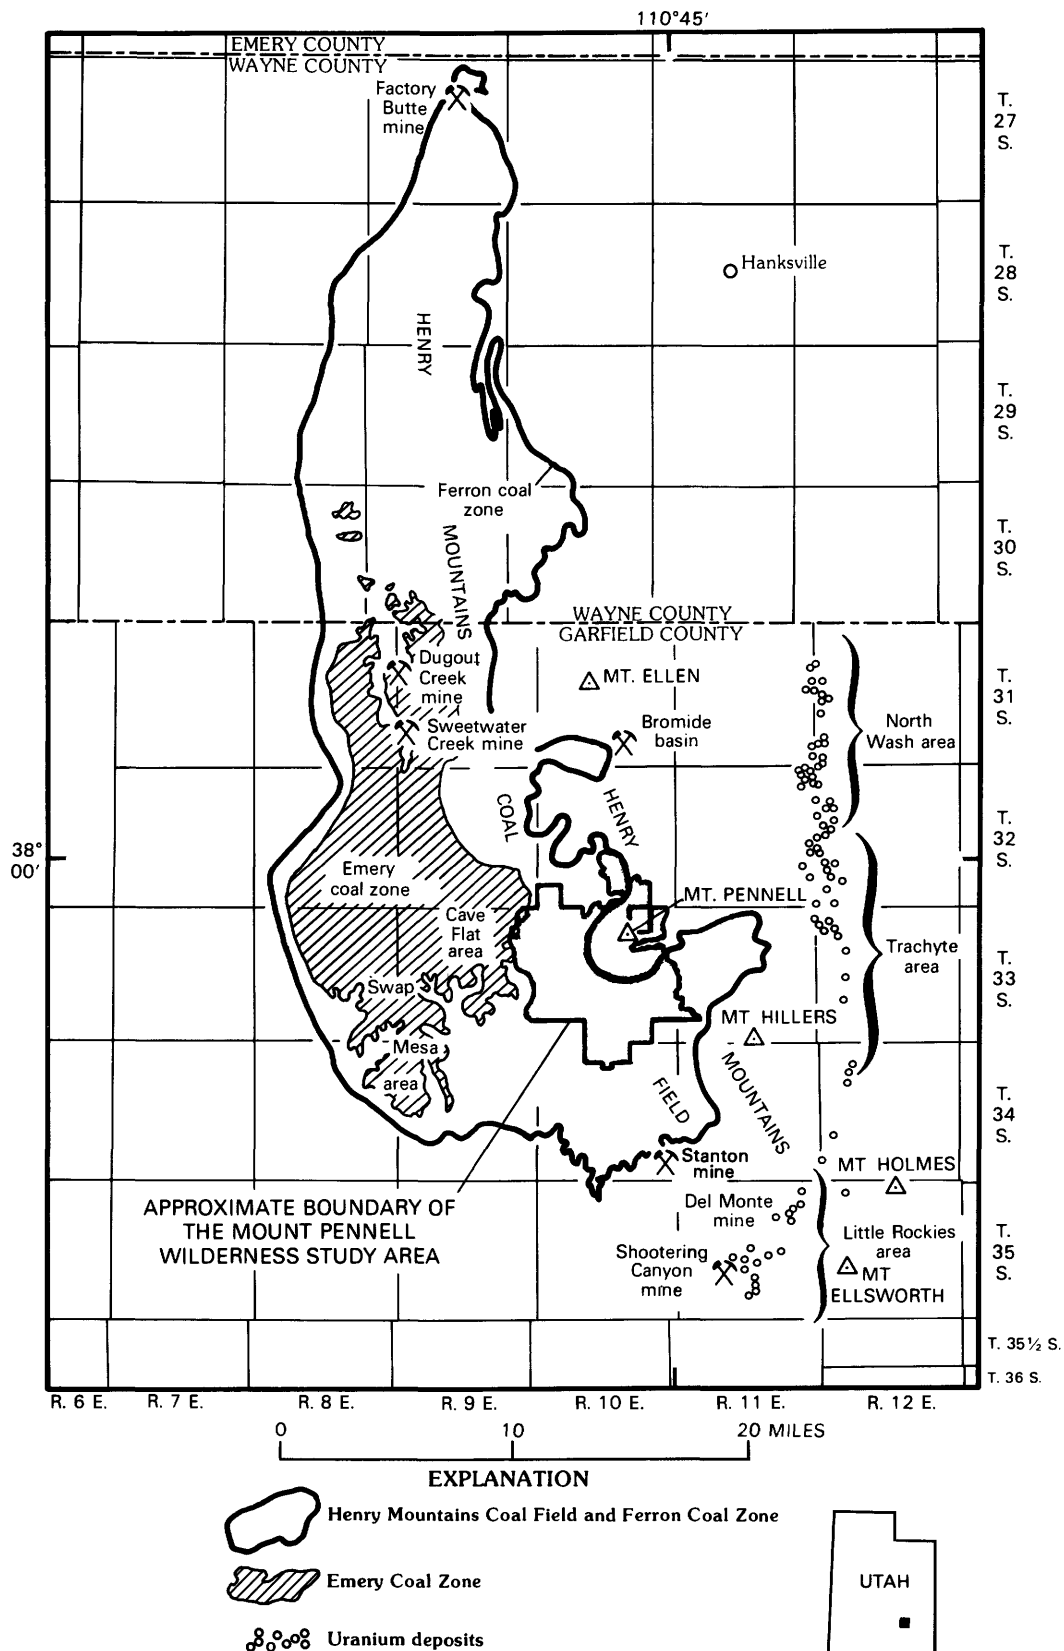 110°45′
EMERY COUNTY
WAYNE COUNTY
Factory
Butte
mine
T.
27
S.
Hanksville
T.
28
S.
HENRY
T.
29
S.
Ferron coal
zone
MOUNTAINS
T.
30
S.
WAYNE COUNTY
GARFIELD COUNTY
Dugout
Creek
mine
MT. ELLEN
T.
31
S.
Sweetwater
Creek mine
Bromide
basin
North
Wash area
COAL
HENRY
T.
32
S.
38°
00′
Emery
coal zone
MT. PENNELL
Cave
Flat
area
Trachyte
area
Swap
T.
33
S.
MT HILLERS
Mesa
area
FIELD
MOUNTAINS
T.
34
S.
Stanton
mine
MT HOLMES
APPROXIMATE BOUNDARY OF
THE MOUNT PENNELL
WILDERNESS STUDY AREA
Del Monte
mine
Little Rockies
area
T.
35
S.
Shootering
Canyon
mine
MT
ELLSWORTH
T. 35½ S.
T. 36 S.
R. 6 E. R. 7 E. R. 8 E. R. 9 E. R. 10 E. R. 11 E. R. 12 E.
0 10 20 MILES
EXPLANATION
Henry Mountains Coal Field and Ferron Coal Zone
Emery Coal Zone
UTAH
Uranium deposits